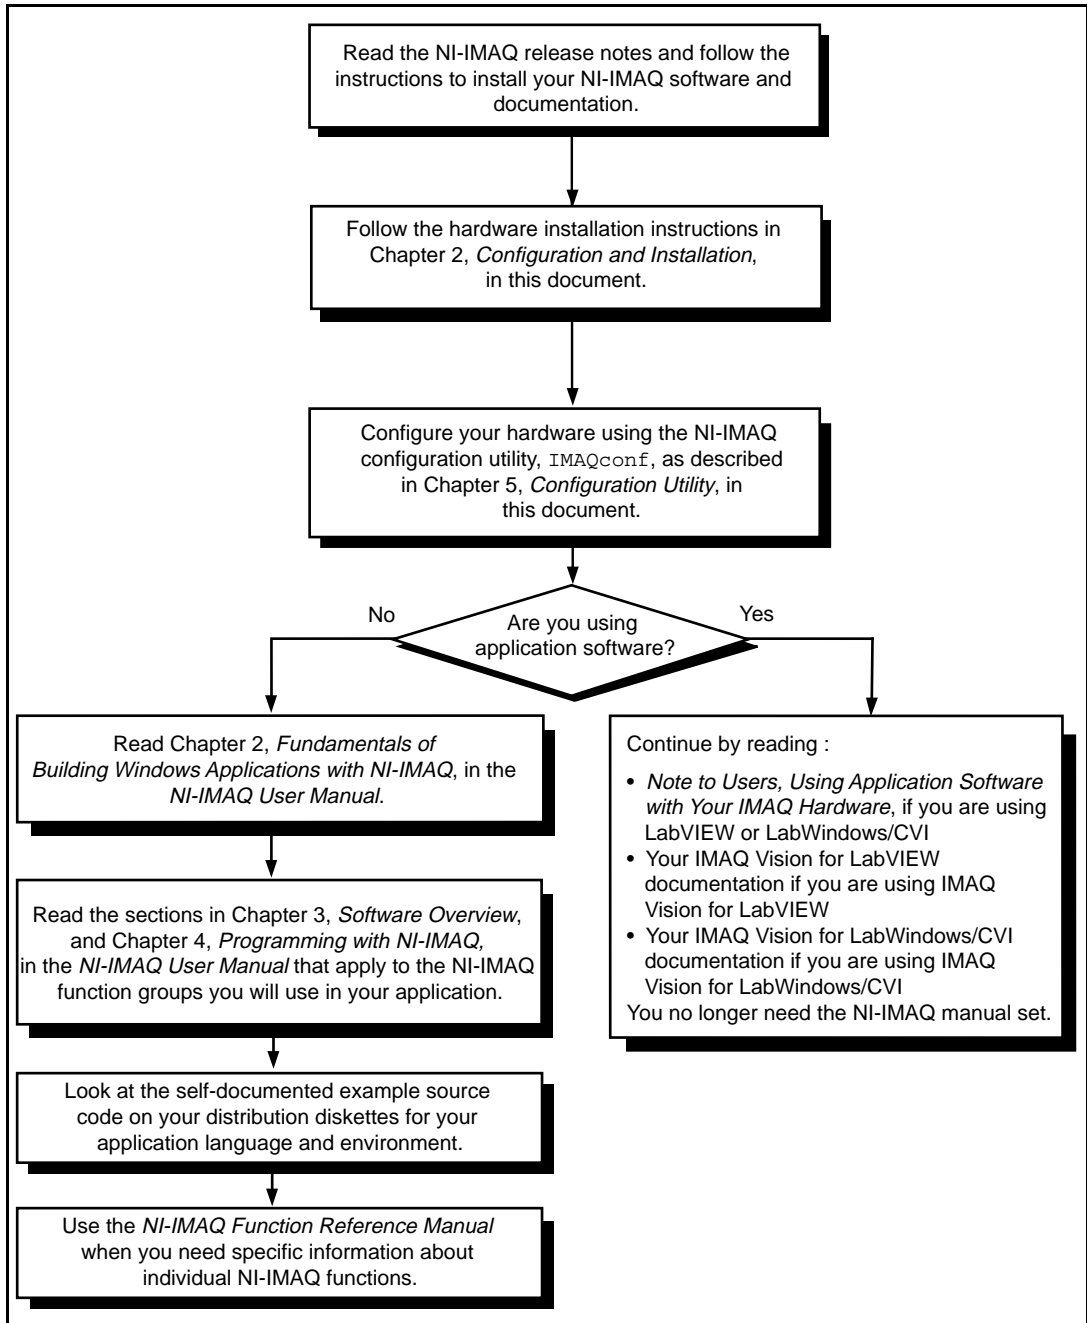 Read the NI-IMAQ release notes and follow the
instructions to install your NI-IMAQ software and
documentation.
Follow the hardware installation instructions in
Chapter 2, Configuration and Installation,
in this document.
Configure your hardware using the NI-IMAQ
configuration utility, IMAQconf, as described
in Chapter 5, Configuration Utility, in
this document.
Are you using
application software?
No
Yes
Read Chapter 2, Fundamentals of
Building Windows Applications with NI-IMAQ, in the
NI-IMAQ User Manual.
Read the sections in Chapter 3, Software Overview,
and Chapter 4, Programming with NI-IMAQ,
in the NI-IMAQ User Manual that apply to the NI-IMAQ
function groups you will use in your application.
Look at the self-documented example source
code on your distribution diskettes for your
application language and environment.
Use the NI-IMAQ Function Reference Manual
when you need specific information about
individual NI-IMAQ functions.
Continue by reading :
• Note to Users, Using Application Software
with Your IMAQ Hardware, if you are using
LabVIEW or LabWindows/CVI
• Your IMAQ Vision for LabVIEW
documentation if you are using IMAQ
Vision for LabVIEW
• Your IMAQ Vision for LabWindows/CVI
documentation if you are using IMAQ
Vision for LabWindows/CVI
You no longer need the NI-IMAQ manual set.